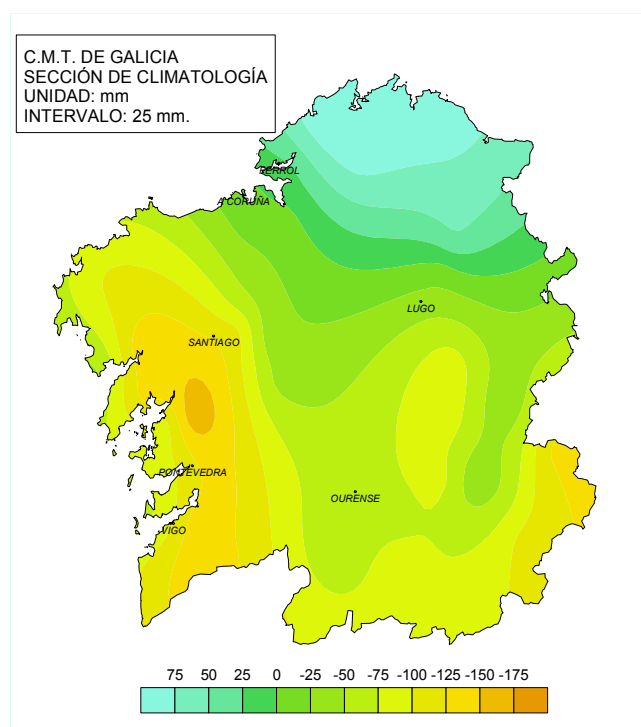 C.M.T. DE GALICIA
SECCIÓN DE CLIMATOLOGÍA
UNIDAD: mm
INTERVALO: 25 mm.
FERROL
A CORUÑA
LUGO
SANTIAGO
PONTEVEDRA
OURENSE
VIGO
75 50 25 0 -25 -50 -75 -100 -125 -150 -175